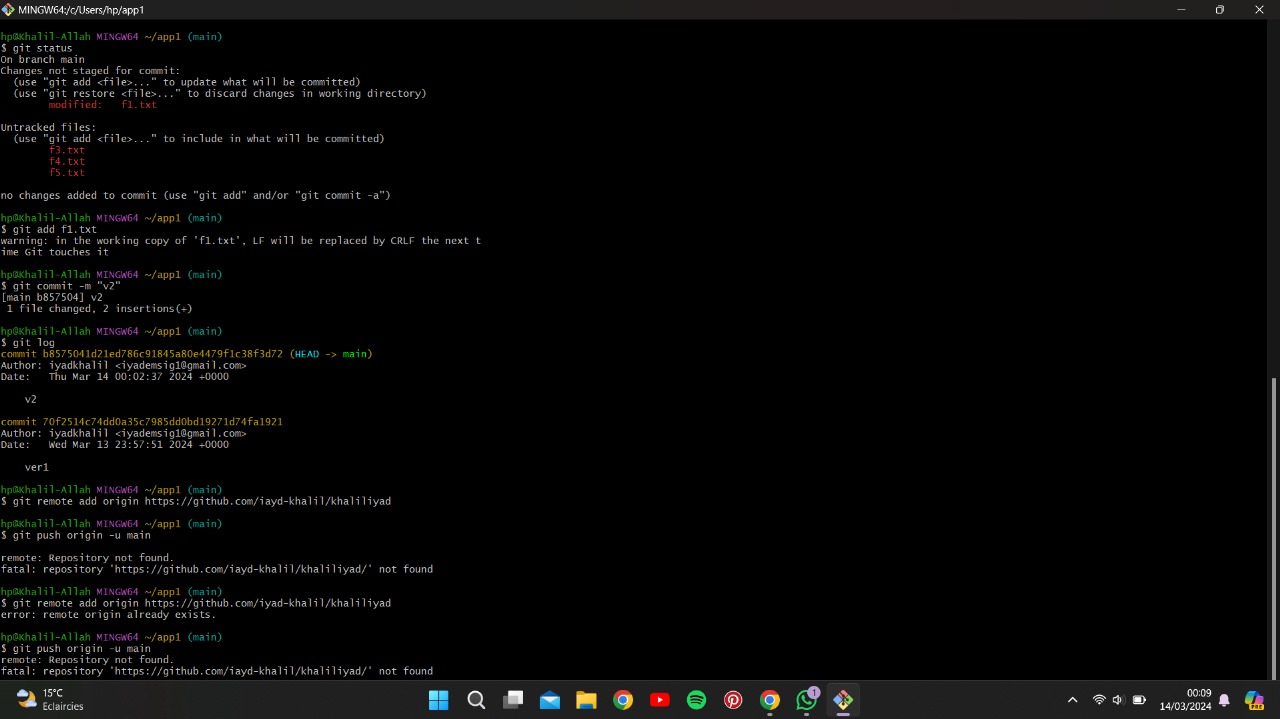 MINGW64:/c/Users/hp/app1
hp@Khalil-Allah MINGW64 ~/app1 (main)
$ git status
On branch main
Changes not staged for commit:
  (use "git add <file>..." to update what will be committed)
  (use "git restore <file>..." to discard changes in working directory)
        modified:   f1.txt
Untracked files:
  (use "git add <file>..." to include in what will be committed)
        f3.txt
        f4.txt
        f5.txt
no changes added to commit (use "git add" and/or "git commit -a")
hp@Khalil-Allah MINGW64 ~/app1 (main)
$ git add f1.txt
warning: in the working copy of 'f1.txt', LF will be replaced by CRLF the next t
ime Git touches it
hp@Khalil-Allah MINGW64 ~/app1 (main)
$ git commit -m "v2"
[main b857504] v2
 1 file changed, 2 insertions(+)
hp@Khalil-Allah MINGW64 ~/app1 (main)
$ git log
commit b8575041d21ed786c91845a80e4479f1c38f3d72 (HEAD -> main)
Author: iyadkhalil <iyademsig1@gmail.com>
Date:   Thu Mar 14 00:02:37 2024 +0000
    v2
commit 70f2514c74dd0a35c7985dd0bd19271d74fa1921
Author: iyadkhalil <iyademsig1@gmail.com>
Date:   Wed Mar 13 23:57:51 2024 +0000
    ver1
hp@Khalil-Allah MINGW64 ~/app1 (main)
$ git remote add origin https://github.com/iayd-khalil/khaliliyad
hp@Khalil-Allah MINGW64 ~/app1 (main)
$ git push origin -u main
remote: Repository not found.
fatal: repository 'https://github.com/iayd-khalil/khaliliyad/' not found
hp@Khalil-Allah MINGW64 ~/app1 (main)
$ git remote add origin https://github.com/iyad-khalil/khaliliyad
error: remote origin already exists.
hp@Khalil-Allah MINGW64 ~/app1 (main)
$ git push origin -u main
remote: Repository not found.
fatal: repository 'https://github.com/iayd-khalil/khaliliyad/' not found
15°C
Eclaircies
1
00:09
14/03/2024
PRE